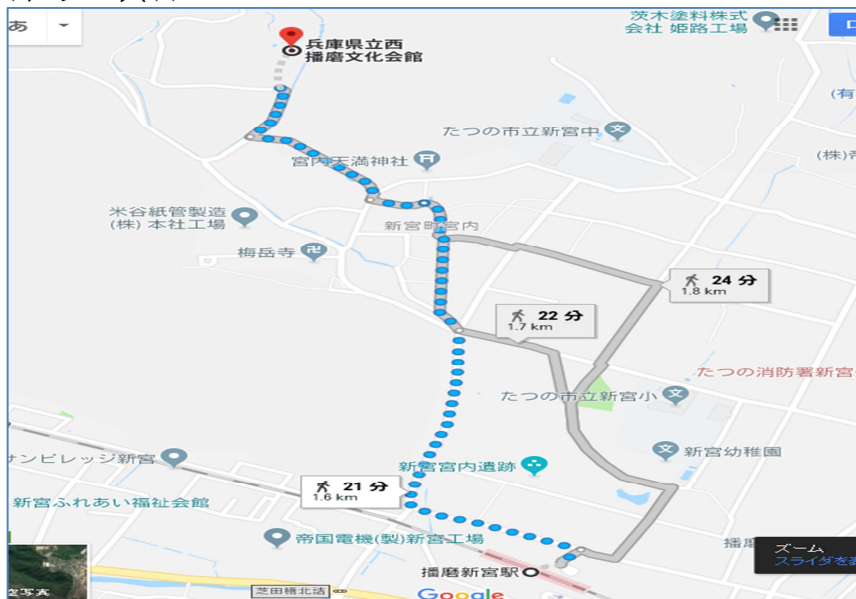 あ
茨木塗料株式
会社 姫路工場
兵庫県立西
播磨文化会館
(有
たつの市立新宮中
(株)帝
宮内天満神社
米谷紙管製造
(株) 本社工場
新宮町宮内
梅岳寺
24 分
1.8 km
22 分
1.7 km
たつの消防署新宮
たつの市立新宮小
新宮幼稚園
サンビレッジ新宮
新宮宮内遺跡
21 分
1.6 km
新宮ふれあい福祉会館
帝国電機(製)新宮工場
播磨
ズーム
スライダを表
播磨新宮駅
空写真
芝田橋北詰
Google